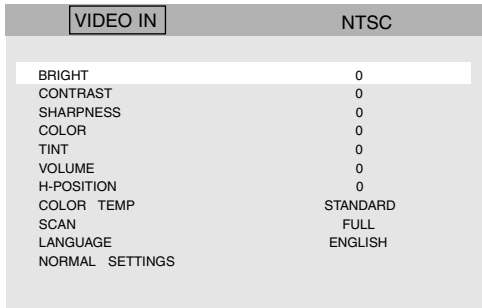 VIDEO IN NTSC
BRIGHT 0
CONTRAST 0
SHARPNESS 0
COLOR 0
TINT 0
VOLUME 0
H-POSITION 0
COLOR TEMP STANDARD
SCAN FULL
LANGUAGE ENGLISH
NORMAL SETTINGS